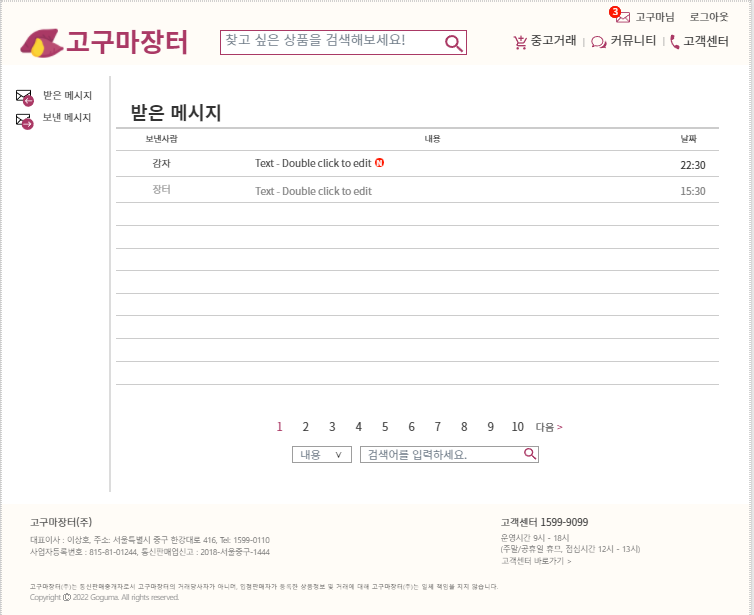 3 고구마님 로그아웃
고구마장터 찾고 싶은 상품을 검색해보세요! 중고거래 | 커뮤니티 | 고객센터
받은 메시지
보낸 메시지
받은 메시지
보낸사람 내용 날짜
감자 Text - Double click to edit N 22:30
장터 Text - Double click to edit 15:30
1 2 3 4 5 6 7 8 9 10 다음 >
내용 검색어를 입력하세요.
고구마장터(주)
대표이사 : 이상호, 주소: 서울특별시 중구 한강대로 416, Tel: 1599-0110
사업자등록번호 : 815-81-01244, 통신판매업신고 : 2018-서울중구-1444
고객센터 1599-9099
운영시간 9시 - 18시
(주말/공휴일 휴므, 점심시간 12시 - 13시)
고객센터 바로가기 >
고구마장터(주)는 통신판매중개자로서 고구마장터의 거래당사자가 아니며, 입점판매자가 등록한 상품정보 및 거래에 대해 고구마장터(주)는 일체 책임을 지지 않습니다.
Copyright ⓒ 2022 Goguma. All rights reserved.